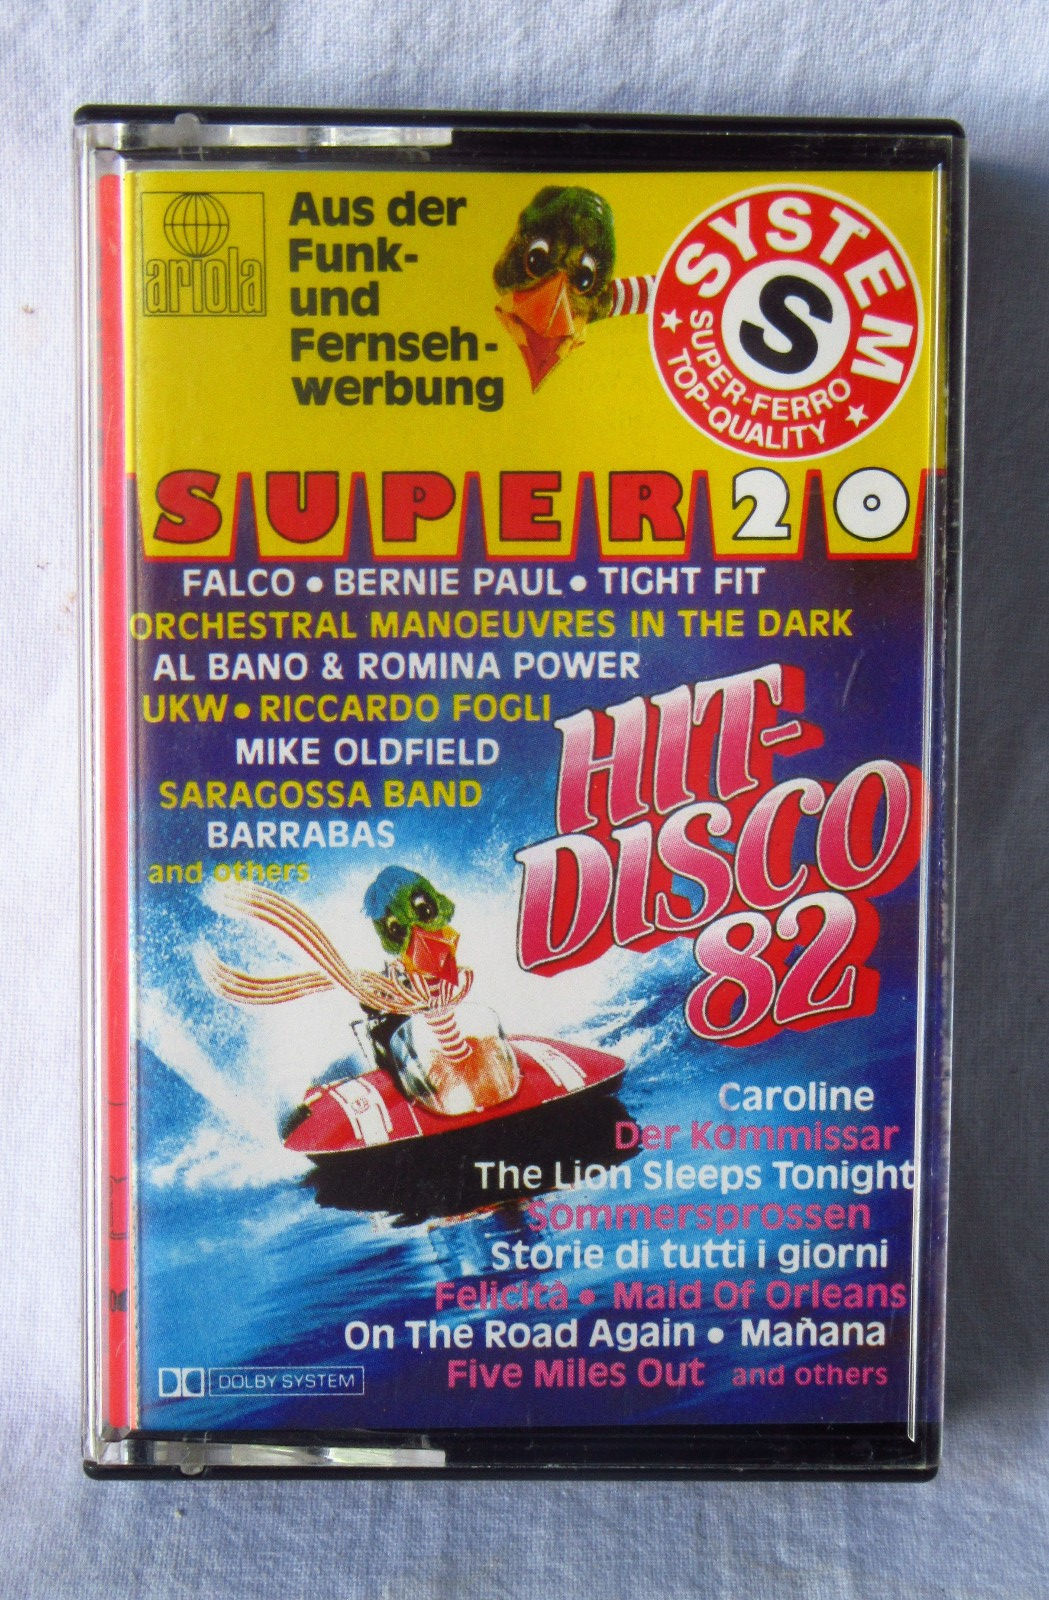 ariola
Aus der
Funk-
und
Fernseh-
werbung
SYSTEM
S
SUPER-FERRO
TOP-QUALITY
SUPER 20
FALCO • BERNIE PAUL • TIGHT FIT
ORCHESTRAL MANOEUVRES IN THE DARK
AL BANO & ROMINA POWER
UKW • RICCARDO FOGLI
MIKE OLDFIELD
SARAGOSSA BAND
BARRABAS
and others
HIT-
DISCO
82
Caroline
Der Kommissar
The Lion Sleeps Tonight
Sommersprossen
Storie di tutti i giorni
Felicità • Maid Of Orleans
On The Road Again • Mañana
Five Miles Out and others
DOLBY SYSTEM